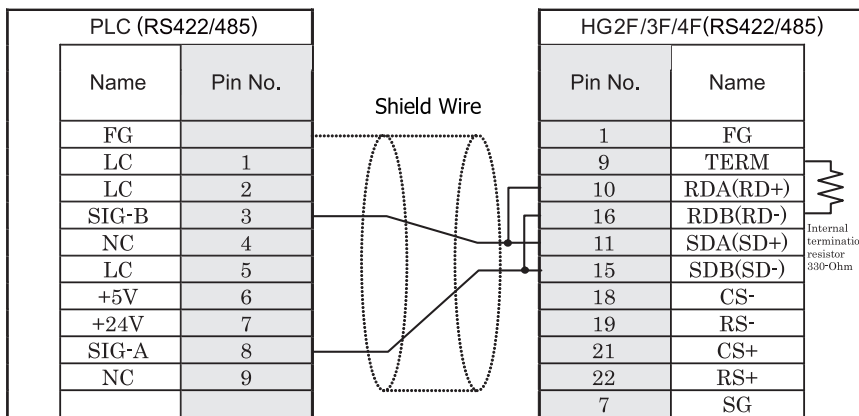 PLC (RS422/485)
Name Pin No.
FG
LC 1
LC 2
SIG-B 3
NC 4
LC 5
+5V 6
+24V 7
SIG-A 8
NC 9
Shield Wire
HG2F/3F/4F(RS422/485)
Pin No. Name
1 FG
9 TERM
10 RDA(RD+)
16 RDB(RD-)
11 SDA(SD+)
15 SDB(SD-)
18 CS-
19 RS-
21 CS+
22 RS+
7 SG
Internal
terminatio
resistor
330-Ohm